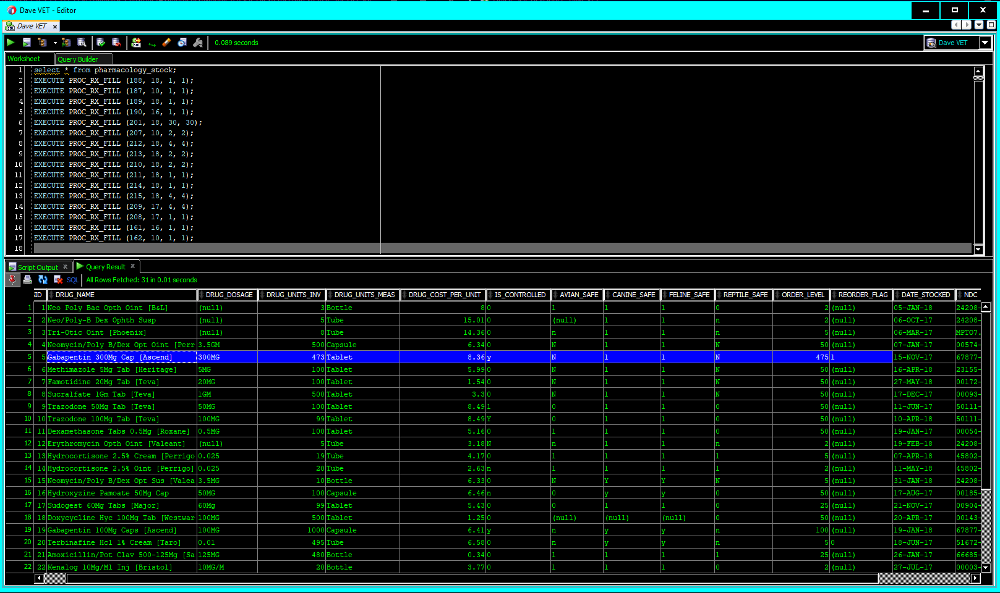 Dave VET - Editor
Dave VET
0.089 seconds
Dave VET
Worksheet Query Builder
1 select * from pharmacology_stock;
2 EXECUTE PROC_RX_FILL (188, 18, 1, 1);
3 EXECUTE PROC_RX_FILL (187, 10, 1, 1);
4 EXECUTE PROC_RX_FILL (189, 18, 1, 1);
5 EXECUTE PROC_RX_FILL (190, 16, 1, 1);
6 EXECUTE PROC_RX_FILL (201, 18, 30, 30);
7 EXECUTE PROC_RX_FILL (207, 10, 2, 2);
8 EXECUTE PROC_RX_FILL (212, 18, 4, 4);
9 EXECUTE PROC_RX_FILL (213, 18, 2, 2);
10 EXECUTE PROC_RX_FILL (210, 18, 2, 2);
11 EXECUTE PROC_RX_FILL (211, 18, 1, 1);
12 EXECUTE PROC_RX_FILL (214, 18, 1, 1);
13 EXECUTE PROC_RX_FILL (215, 18, 4, 4);
14 EXECUTE PROC_RX_FILL (209, 17, 4, 4);
15 EXECUTE PROC_RX_FILL (208, 17, 1, 1);
16 EXECUTE PROC_RX_FILL (161, 16, 1, 1);
17 EXECUTE PROC_RX_FILL (162, 10, 1, 1);
18
Script Output Query Result
SQL All Rows Fetched: 31 in 0.01 seconds
ID DRUG_NAME DRUG_DOSAGE DRUG_UNITS_INV DRUG_UNITS_MEAS DRUG_COST_PER_UNIT IS_CONTROLLED AVIAN_SAFE CANINE_SAFE FELINE_SAFE REPTILE_SAFE ORDER_LEVEL REORDER_FLAG DATE_STOCKED NDC
1 1 Neo Poly Bac Opth Oint [B&L] (null) 3 Bottle 8 0 1 1 1 0 2 (null) 05-JAN-18 24208-
2 2 Neo/Poly-B Dex Ophth Susp (null) 5 Tube 15.01 0 (null) 1 1 n 2 (null) 06-OCT-17 24208-
3 3 Tri-Otic Oint [Phoenix] (null) 8 Tube 14.36 0 n 1 1 n 5 (null) 06-MAR-17 MPTO7.
4 4 Neomycin/Poly B/Dex Opt Oint [Perr 3.5GM 500 Capsule 6.34 0 N 1 1 N 50 (null) 07-JAN-18 00574-
5 5 Gabapentin 300Mg Cap [Ascend] 300MG 473 Tablet 8.36 y N 1 1 N 475 1 15-NOV-17 67877-
6 6 Methimazole 5Mg Tab [Heritage] 5MG 100 Tablet 5.99 0 N 1 1 N 50 (null) 16-APR-18 23155-
7 7 Famotidine 20Mg Tab [Teva] 20MG 100 Tablet 1.54 0 N 1 1 N 50 (null) 27-MAY-18 00172-
8 8 Sucralfate 1Gm Tab [Teva] 1GM 500 Tablet 3.3 0 N 1 1 N 50 (null) 17-DEC-17 00093-
9 9 Trazodone 50Mg Tab [Teva] 50MG 100 Tablet 8.49 1 0 1 1 0 50 (null) 11-JUN-17 50111-
10 10 Trazodone 100Mg Tab [Teva] 100MG 99 Tablet 8.49 Y 0 1 1 0 50 (null) 10-APR-18 50111-
11 11 Dexamethasone Tabs 0.5Mg [Roxane] 0.5MG 100 Tablet 5.16 0 1 1 1 0 50 (null) 19-JAN-17 00054-
12 12 Erythromycin Opth Oint [Valeant] (null) 5 Tube 3.18 N n 1 1 n 2 (null) 19-FEB-18 24208-
13 13 Hydrocortisone 2.5% Cream [Perrigo 0.025 19 Tube 4.17 0 1 1 1 1 5 (null) 07-APR-18 45802-
14 14 Hydrocortisone 2.5% Oint [Perrigo] 0.025 20 Tube 2.63 n 1 1 1 1 2 (null) 11-MAY-18 45802-
15 15 Neomycin/Poly B/Dex Opt Sus [Valea 3.5MG 10 Bottle 6.33 0 N Y Y N 5 (null) 31-JAN-18 24208-
16 16 Hydroxyzine Pamoate 50Mg Cap 50MG 100 Capsule 6.46 n 0 y y 0 50 (null) 17-AUG-17 00185-
17 17 Sudogest 60Mg Tabs [Major] 60Mg 99 Tablet 5.43 0 0 1 1 0 25 (null) 21-NOV-17 00904-
18 18 Doxycycline Hyc 100Mg Tab [Westwar 100MG 500 Tablet 1.25 0 (null) (null) (null) 0 50 (null) 20-APR-17 00143-
19 19 Gabapentin 100Mg Caps [Ascend] 100MG 1000 Capsule 6.41 y n y y n 100 (null) 19-JAN-18 67877-
20 20 Terbinafine Hcl 1% Cream [Taro] 0.01 495 Tube 6.58 0 n y y n 5 0 18-JUN-17 51672-
21 21 Amoxicillin/Pot Clav 500-125Mg [Sa 125MG 480 Bottle 0.34 0 1 1 1 1 25 (null) 26-JAN-17 66685-
22 22 Kenalog 10Mg/Ml Inj [Bristol] 10MG/M 20 Bottle 3.77 0 1 1 1 0 2 (null) 27-JUL-17 00003-